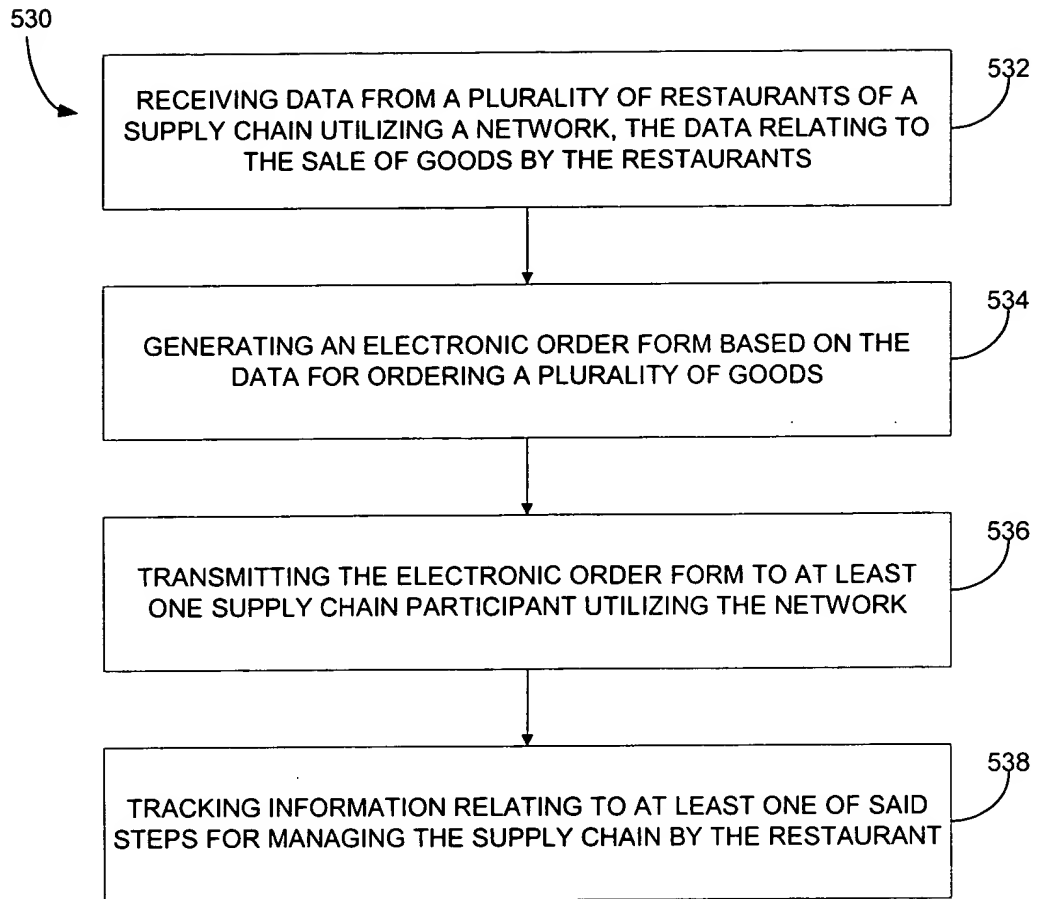 530
532
RECEIVING DATA FROM A PLURALITY OF RESTAURANTS OF A
SUPPLY CHAIN UTILIZING A NETWORK, THE DATA RELATING TO
THE SALE OF GOODS BY THE RESTAURANTS
534
GENERATING AN ELECTRONIC ORDER FORM BASED ON THE
DATA FOR ORDERING A PLURALITY OF GOODS
536
TRANSMITTING THE ELECTRONIC ORDER FORM TO AT LEAST
ONE SUPPLY CHAIN PARTICIPANT UTILIZING THE NETWORK
538
TRACKING INFORMATION RELATING TO AT LEAST ONE OF SAID
STEPS FOR MANAGING THE SUPPLY CHAIN BY THE RESTAURANT